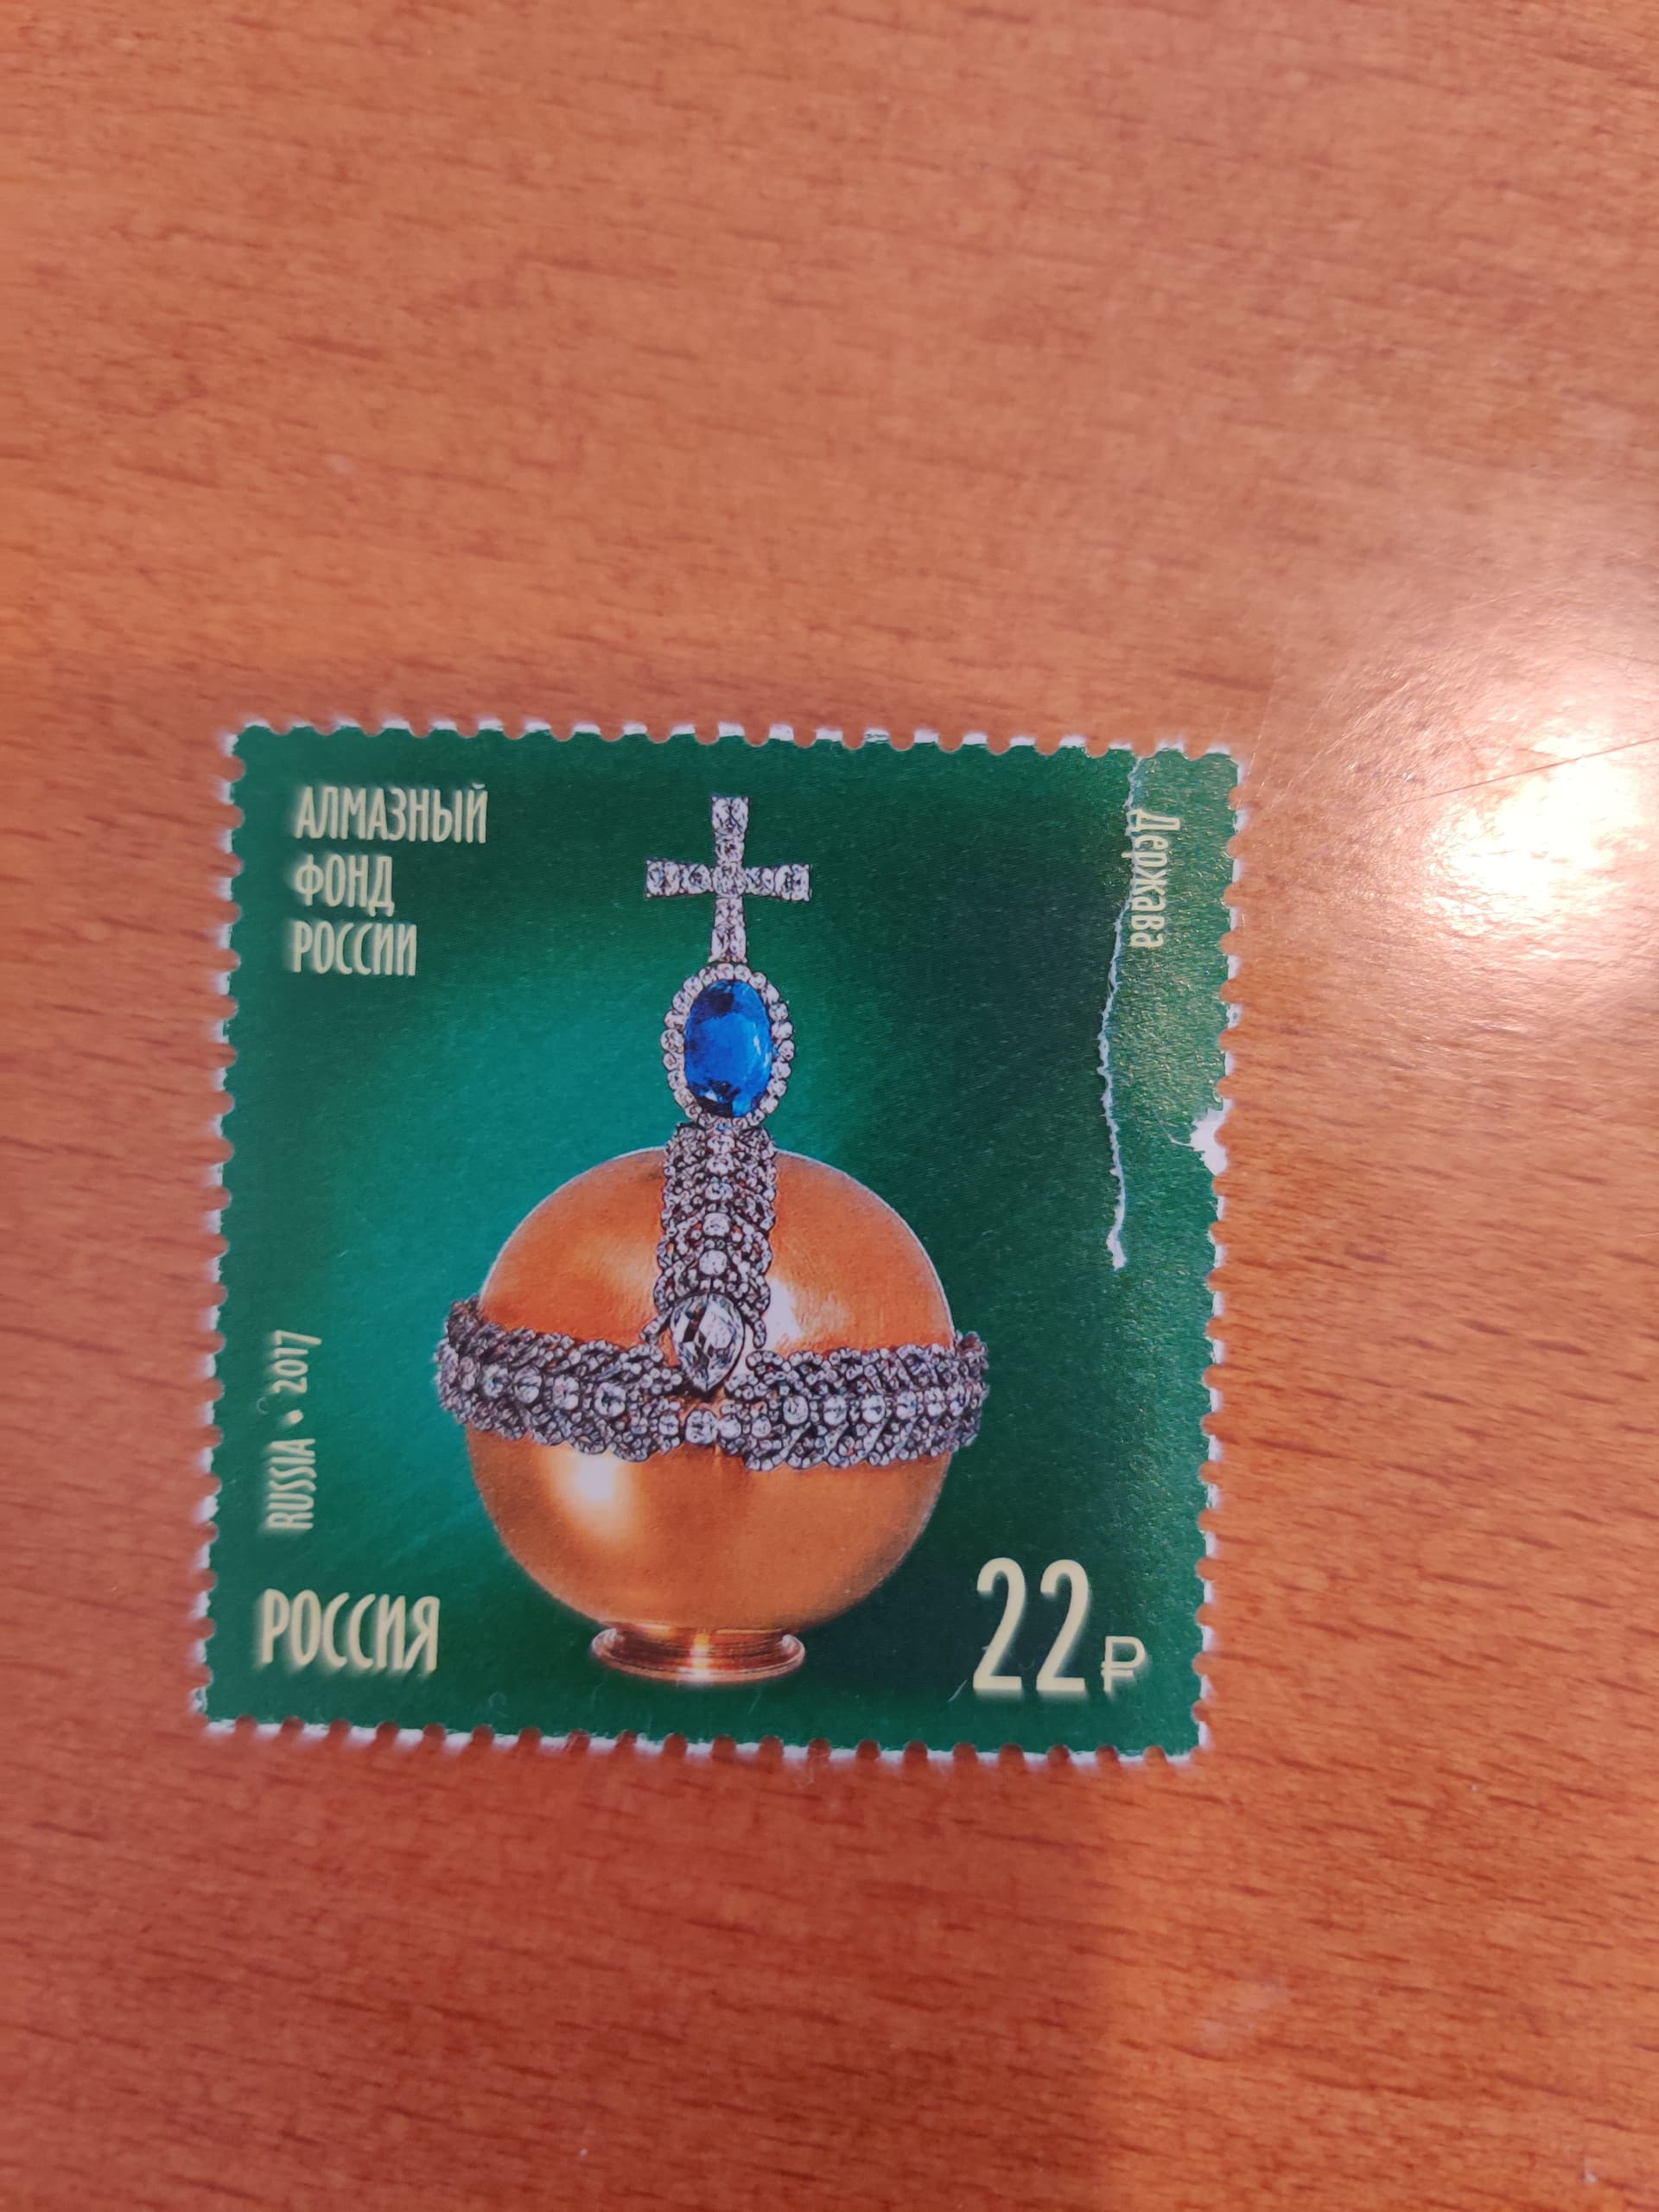 АЛМАЗНЫЙ
ФОНД
РОССИИ
Держава
RUSSIA • 2017
РОССИЯ
22 ₽